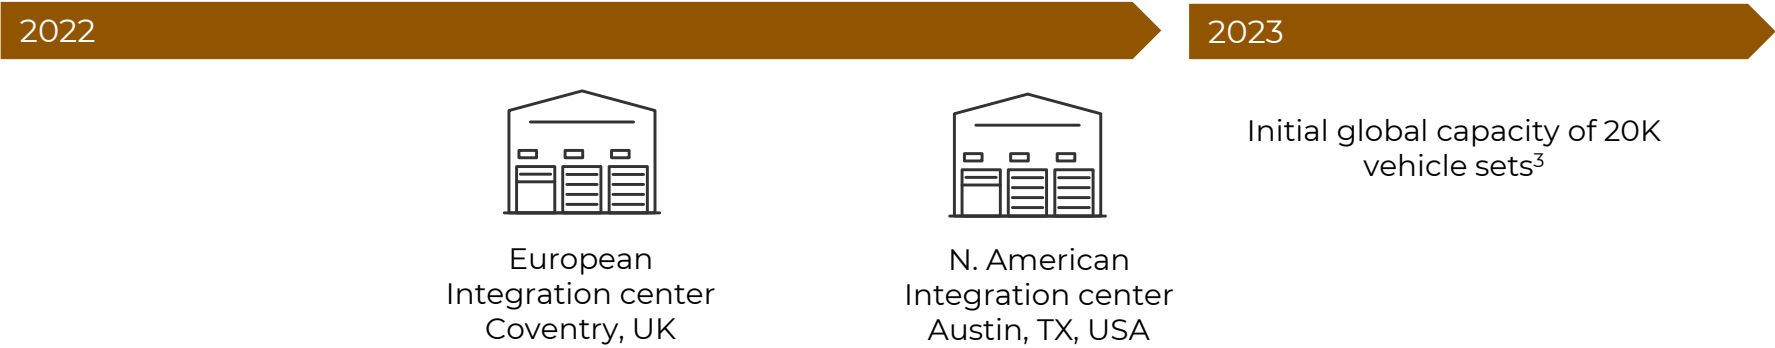 2022
2023
European
Integration center
Coventry, UK
N. American
Integration center
Austin, TX, USA
Initial global capacity of 20K
vehicle sets³